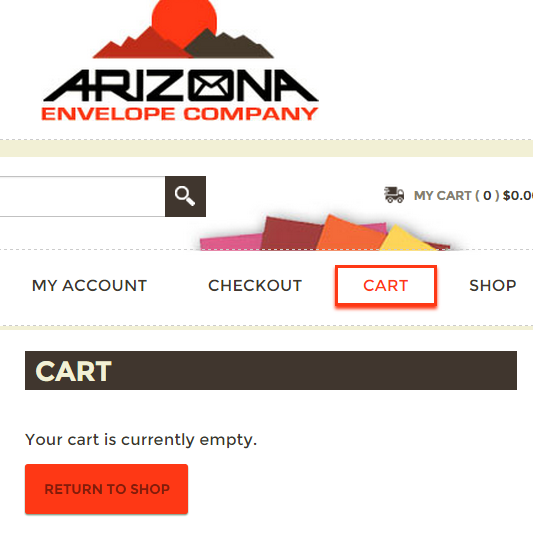 ARIZONA
ENVELOPE COMPANY
MY CART ( 0 ) $0.0
MY ACCOUNT CHECKOUT CART SHOP
CART
Your cart is currently empty.
RETURN TO SHOP